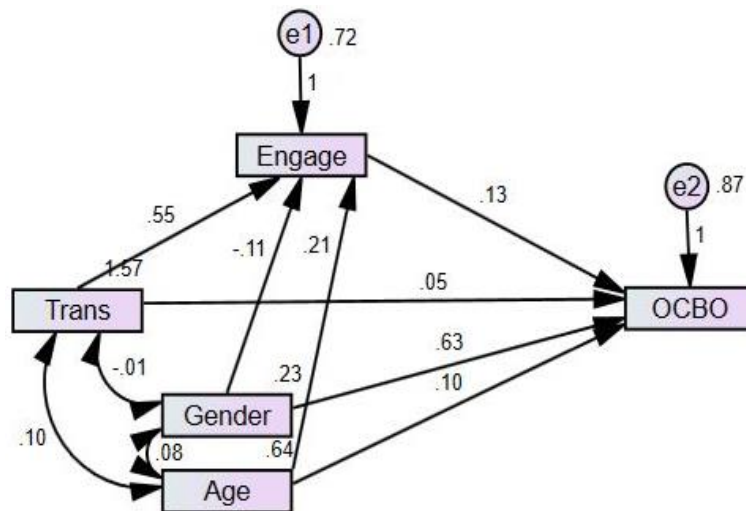 e1 .72
1
Engage
e2 .87
.13
1
.55
-.11
.21
1.57
.05
Trans
OCBO
-.01
.63
.23
.10
Gender
.10
.08
.64
Age